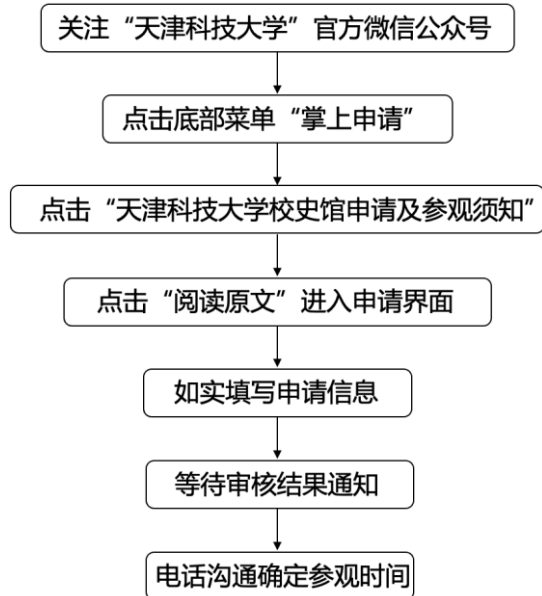 关注“天津科技大学”官方微信公众号
点击底部菜单“掌上申请”
点击“天津科技大学校史馆申请及参观须知”
点击“阅读原文”进入申请界面
如实填写申请信息
等待审核结果通知
电话沟通确定参观时间